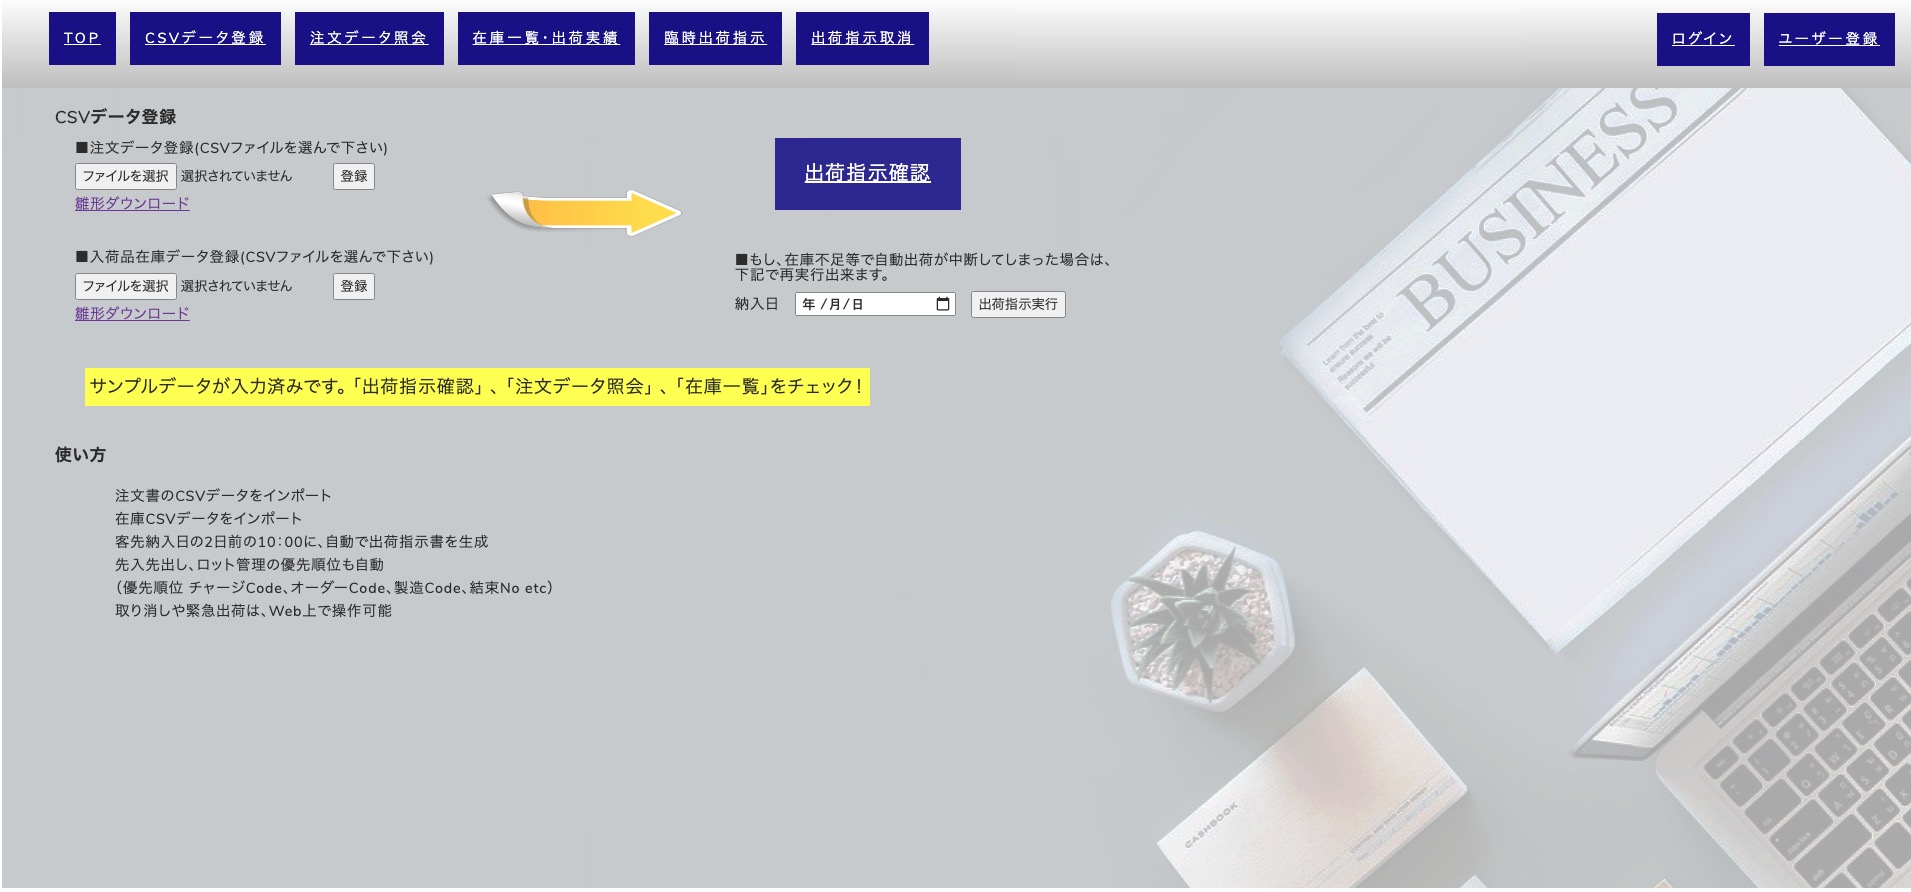 TOP
CSVデータ登録
注文データ照会
在庫一覧・出荷実績
臨時出荷指示
出荷指示取消
ログイン
ユーザー登録
CSVデータ登録
■注文データ登録(CSVファイルを選んで下さい)
ファイルを選択 選択されていません 登録
雛形ダウンロード
■入荷品在庫データ登録(CSVファイルを選んで下さい)
ファイルを選択 選択されていません 登録
雛形ダウンロード
出荷指示確認
■もし、在庫不足等で自動出荷が中断してしまった場合は、
下記で再実行出来ます。
納入日 年/月/日 出荷指示実行
サンプルデータが入力済みです。「出荷指示確認」、「注文データ照会」、「在庫一覧」をチェック！
使い方
注文書のCSVデータをインポート
在庫CSVデータをインポート
客先納入日の2日前の10：00に、自動で出荷指示書を生成
先入先出し、ロット管理の優先順位も自動
（優先順位 チャージCode、オーダーCode、製造Code、結束No etc）
取り消しや緊急出荷は、Web上で操作可能
BUSINESS
Learn from the best to
ensure success
Reasons we will be
successful
CASHBOOK